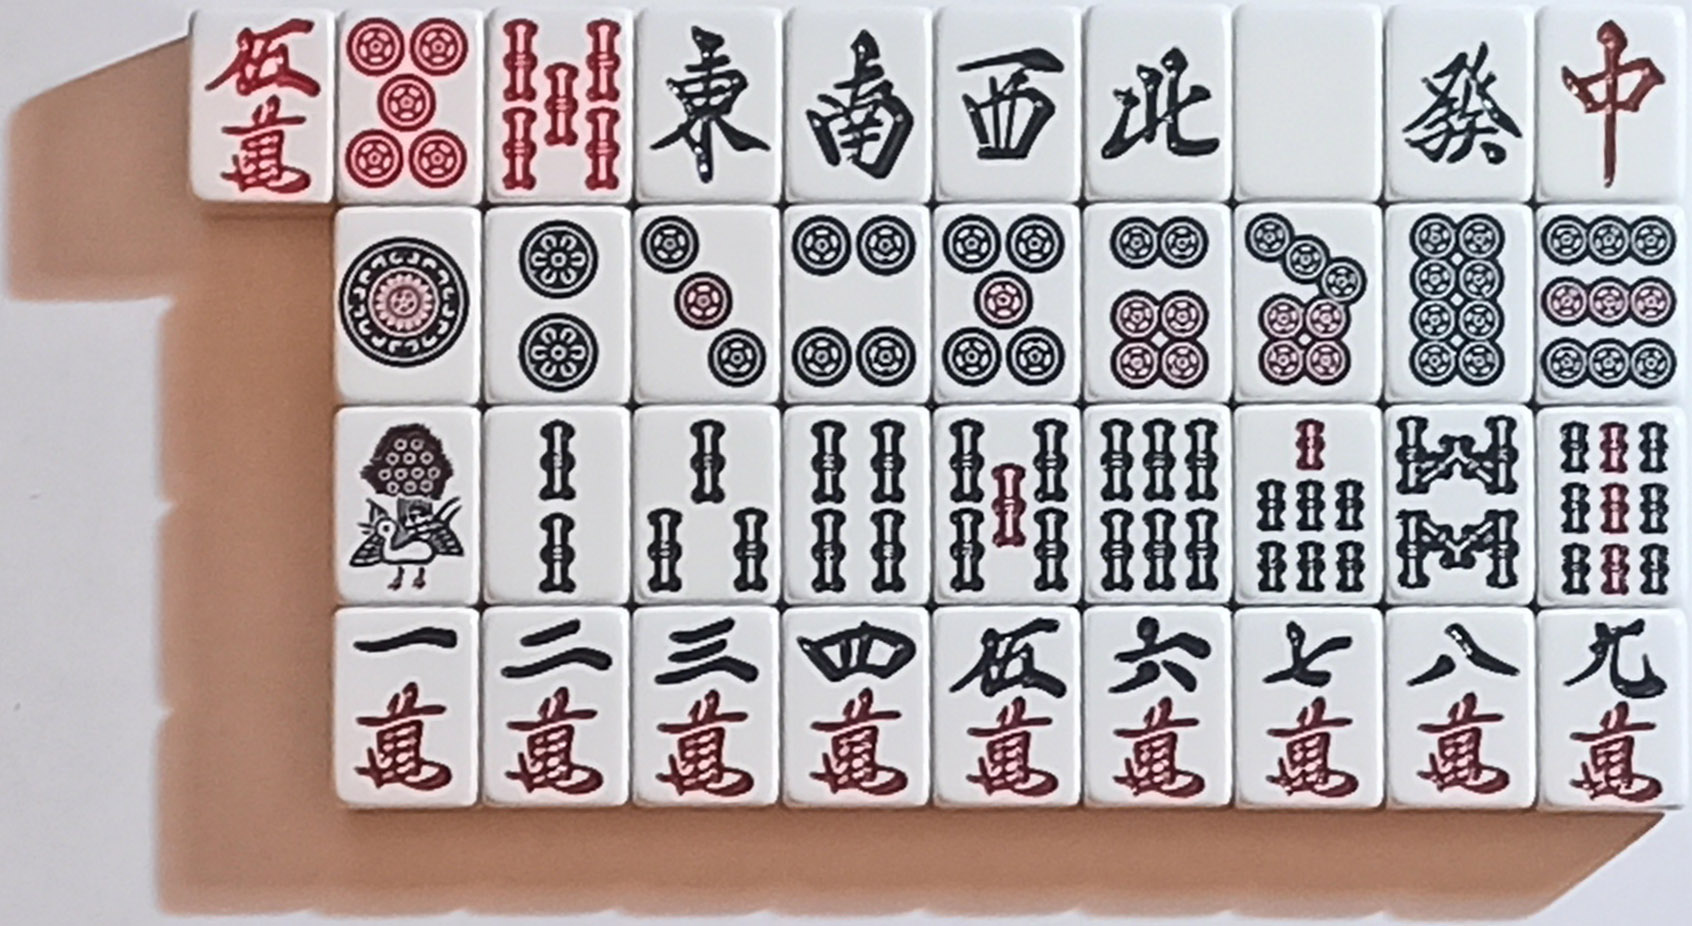 伍萬 東 南 西 北 發 中
一萬 二萬 三萬 四萬 伍萬 六萬 七萬 八萬 九萬